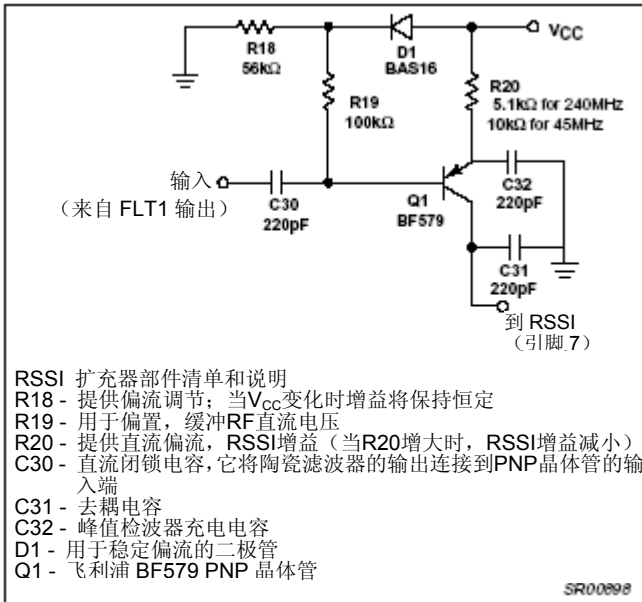 VCC
R18
56kΩ
D1
BAS16
R19
100kΩ
R20
5.1kΩ for 240MHz
10kΩ for 45MHz
输入
（来自 FLT1 输出）
C30
220pF
Q1
BF579
C32
220pF
C31
220pF
到 RSSI
（引脚 7）
RSSI 扩充器部件清单和说明
R18 - 提供偏流调节；当VCC变化时增益将保持恒定
R19 - 用于偏置，缓冲RF直流电压
R20 - 提供直流偏流，RSSI增益（当R20增大时，RSSI增益减小）
C30 - 直流闭锁电容，它将陶瓷滤波器的输出连接到PNP晶体管的输
入端
C31 - 去耦电容
C32 - 峰值检波器充电电容
D1 - 用于稳定偏流的二极管
Q1 - 飞利浦 BF579 PNP 晶体管
SR00898